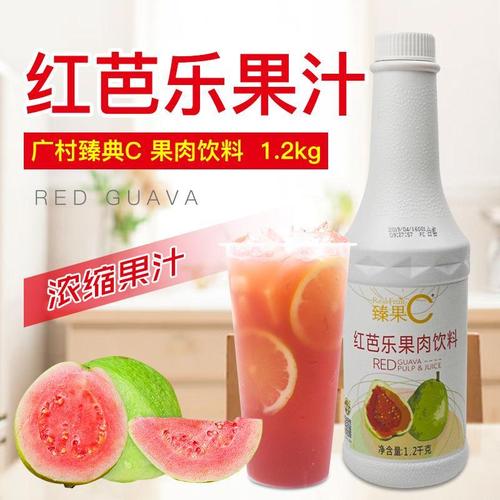 红芭乐果汁
广村臻典C 果肉饮料 1.2kg
RED GUAVA
浓缩果汁
Real Fruit
臻果C
红芭乐果肉饮料
RED GUAVA
PULP & JUICE
净含量:1.2千克